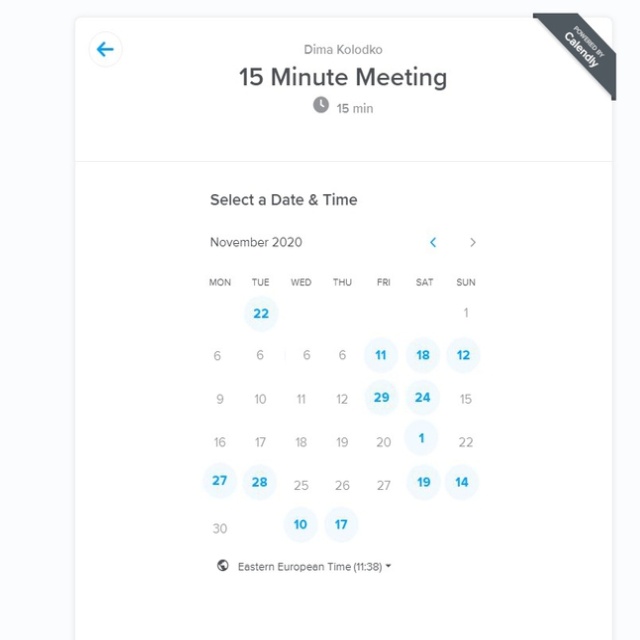 POWERED BY
Calendly
Dima Kolodko
15 Minute Meeting
15 min
Select a Date & Time
November 2020
MON TUE WED THU FRI SAT SUN
22 1
6 6 6 6 11 18 12
9 10 11 12 29 24 15
16 17 18 19 20 1 22
27 28 25 26 27 19 14
30 10 17
Eastern European Time (11:38)